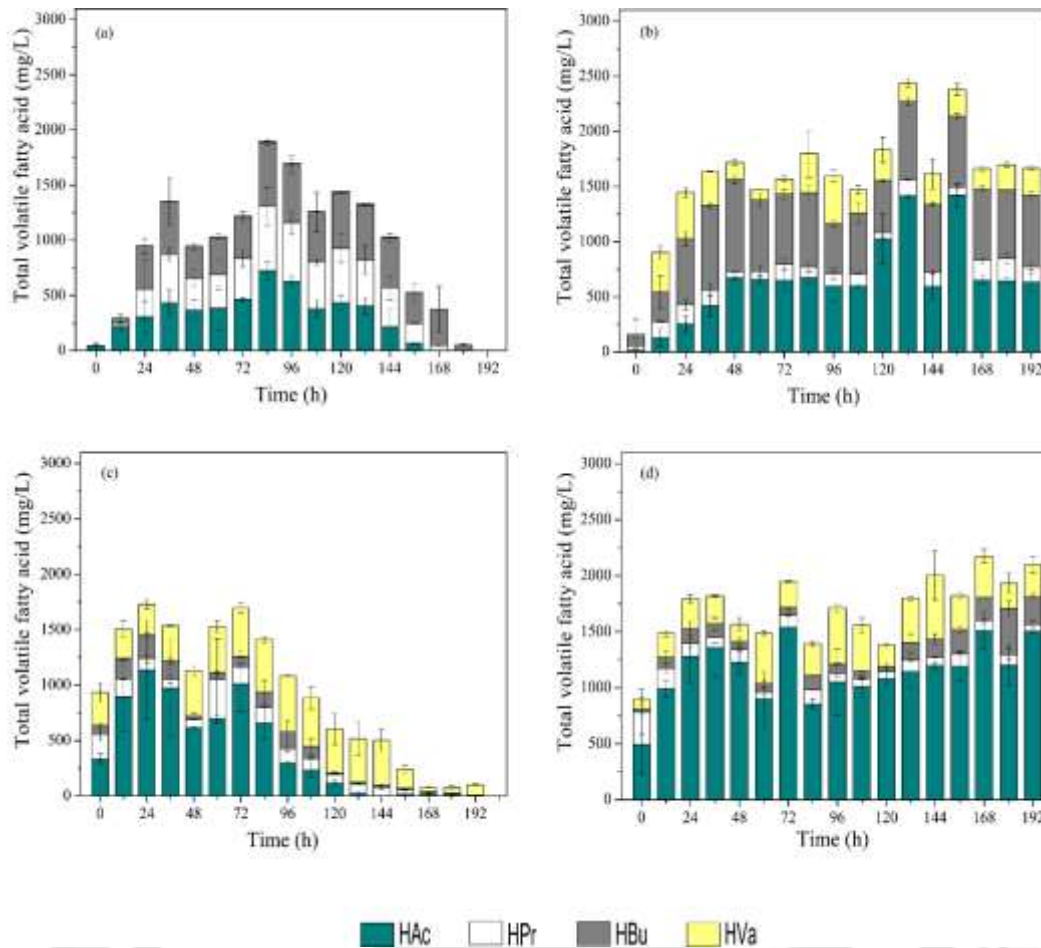 (a)
Total volatile fatty acid (mg/L)
3000
2500
2000
1500
1000
500
0
0 24 48 72 96 120 144 168 192
Time (h)
(b)
Total volatile fatty acid (mg/L)
3000
2500
2000
1500
1000
500
0
0 24 48 72 96 120 144 168 192
Time (h)
(c)
Total volatile fatty acid (mg/L)
3000
2500
2000
1500
1000
500
0
0 24 48 72 96 120 144 168 192
Time (h)
(d)
Total volatile fatty acid (mg/L)
3000
2500
2000
1500
1000
500
0
0 24 48 72 96 120 144 168 192
Time (h)
HAc HPr HBu HVa